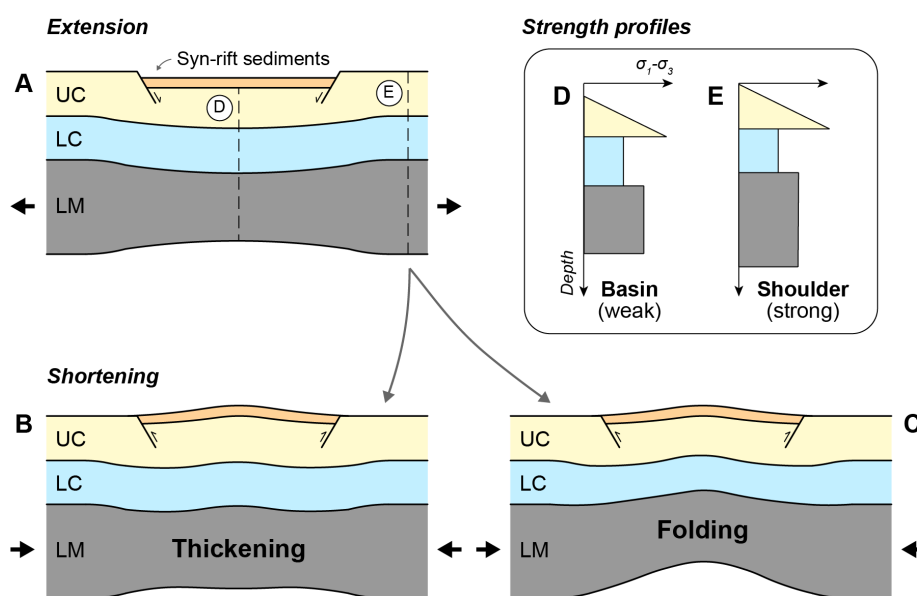 Extension
Strength profiles
Syn-rift sediments
A
UC
LC
LM
D
E
D
σ1-σ3
E
Depth
Basin
(weak)
Shoulder
(strong)
Shortening
B
UC
LC
LM
Thickening
C
UC
LC
LM
Folding